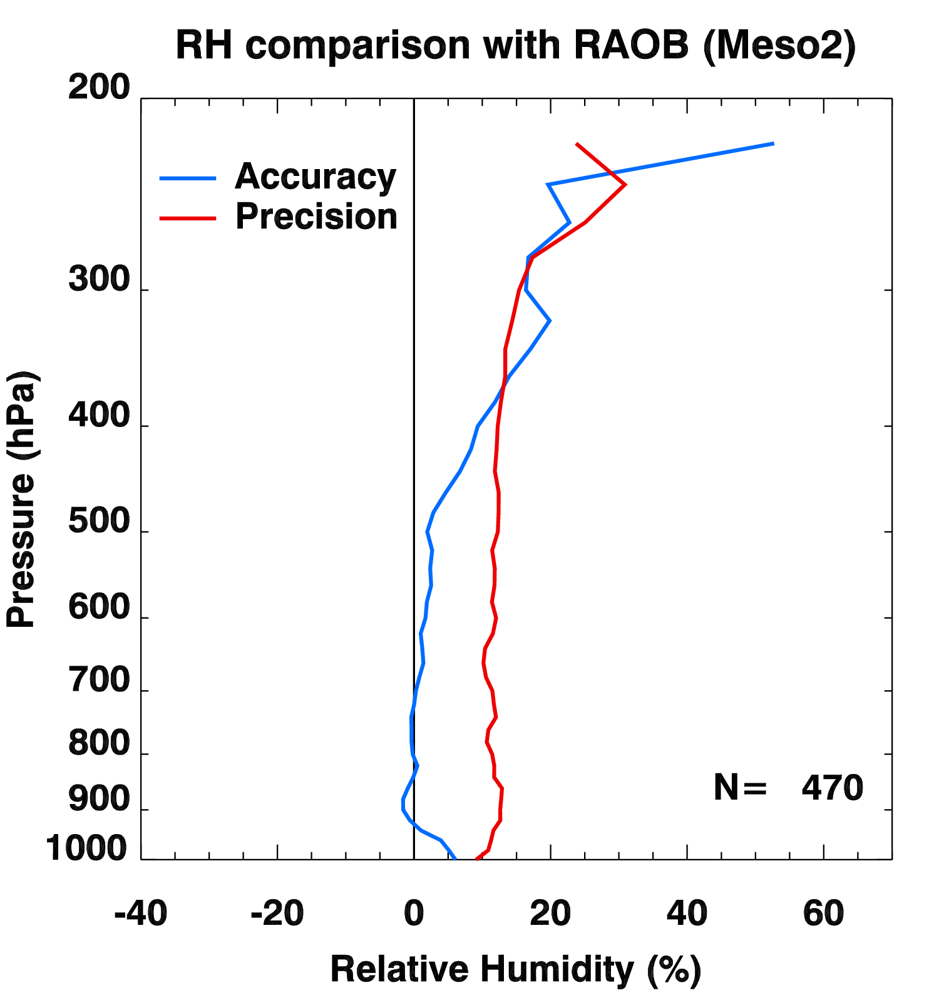 RH comparison with RAOB (Meso2)
200
Accuracy
Precision
300
400
500
600
700
800
900
1000
Pressure (hPa)
N= 470
-40 -20 0 20 40 60
Relative Humidity (%)